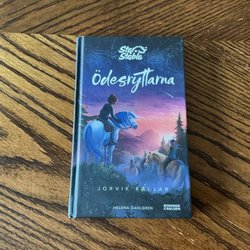 Star
Stable
Ödesryttarna
JORVIK KALLAR
HELENA DAHLGREN
BONNIER
CARLSEN